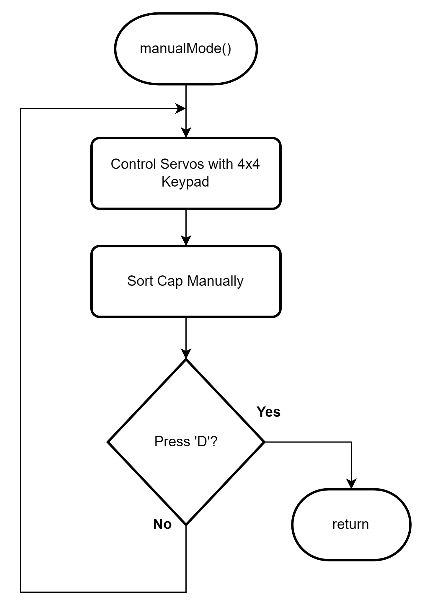 manualMode()
Control Servos with 4x4
Keypad
Sort Cap Manually
Press 'D'?
Yes
No
return